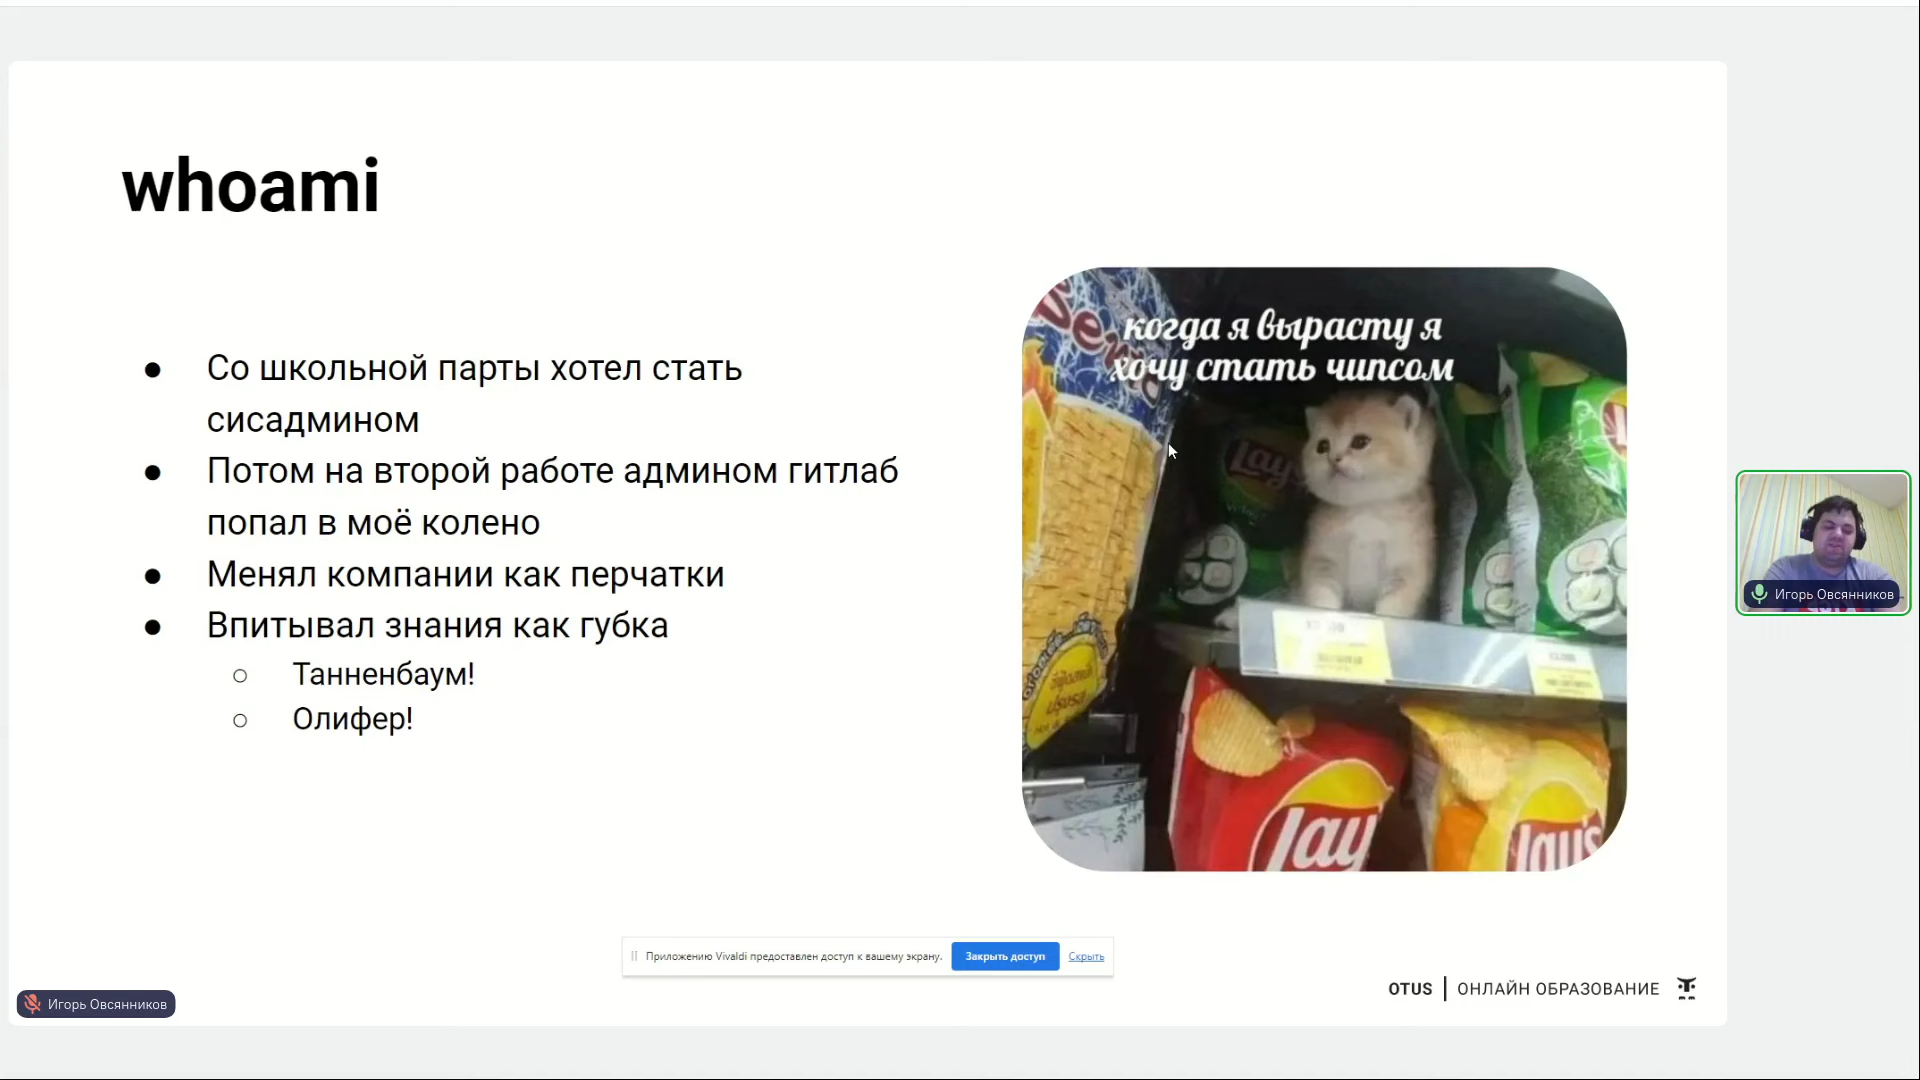 whoami
Со школьной парты хотел стать
сисадмином
Потом на второй работе админом гитлаб
попал в моё колено
Менял компании как перчатки
Впитывал знания как губка
Танненбаум!
Олифер!
когда я вырасту я
хочу стать чипсом
Lay's
Lay
Lay's
Игорь Овсянников
Приложению Vivaldi предоставлен доступ к вашему экрану.
Закрыть доступ
Скрыть
OTUS | ОНЛАЙН ОБРАЗОВАНИЕ
Игорь Овсянников